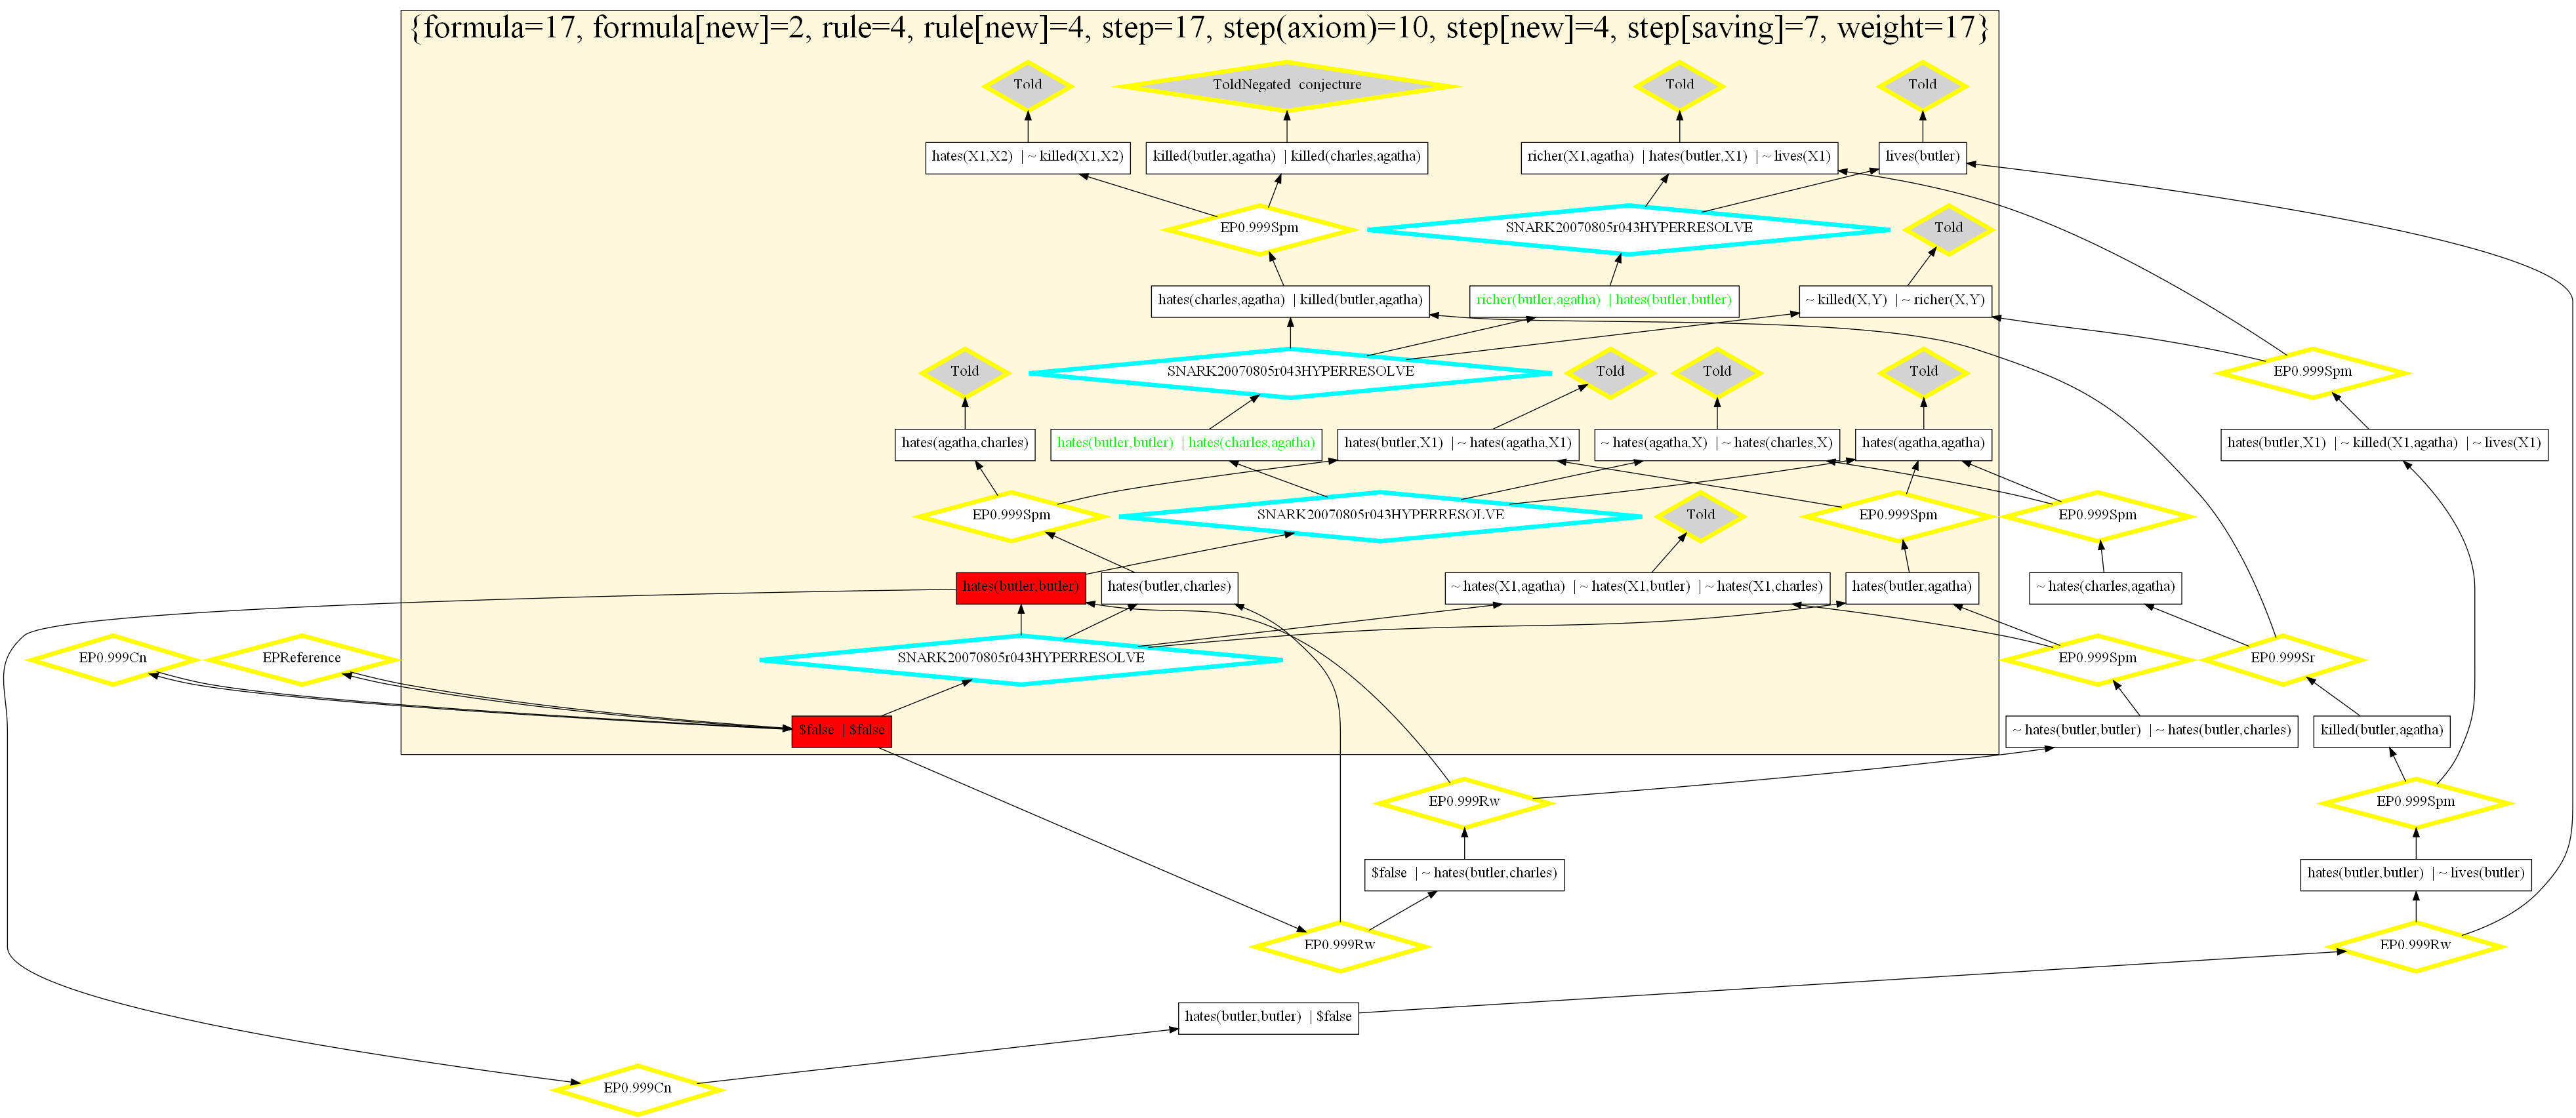 {formula=17, formula[new]=2, rule=4, rule[new]=4, step=17, step(axiom)=10, step[new]=4, step[saving]=7, weight=17}
Told
ToldNegated conjecture
Told
Told
hates(X1,X2) | ~ killed(X1,X2)
killed(butler,agatha) | killed(charles,agatha)
richer(X1,agatha) | hates(butler,X1) | ~ lives(X1)
lives(butler)
EP0.999Spm
SNARK20070805r043HYPERRESOLVE
Told
hates(charles,agatha) | killed(butler,agatha)
richer(butler,agatha) | hates(butler,butler)
~ killed(X,Y) | ~ richer(X,Y)
Told
SNARK20070805r043HYPERRESOLVE
Told
Told
Told
EP0.999Spm
hates(agatha,charles)
hates(butler,butler) | hates(charles,agatha)
hates(butler,X1) | ~ hates(agatha,X1)
~ hates(agatha,X) | ~ hates(charles,X)
hates(agatha,agatha)
hates(butler,X1) | ~ killed(X1,agatha) | ~ lives(X1)
EP0.999Spm
SNARK20070805r043HYPERRESOLVE
Told
EP0.999Spm
EP0.999Spm
hates(butler,butler)
hates(butler,charles)
~ hates(X1,agatha) | ~ hates(X1,butler) | ~ hates(X1,charles)
hates(butler,agatha)
~ hates(charles,agatha)
EP0.999Cn
EPReference
SNARK20070805r043HYPERRESOLVE
EP0.999Spm
EP0.999Sr
$false | $false
~ hates(butler,butler) | ~ hates(butler,charles)
killed(butler,agatha)
EP0.999Rw
EP0.999Spm
$false | ~ hates(butler,charles)
hates(butler,butler) | ~ lives(butler)
EP0.999Rw
EP0.999Rw
hates(butler,butler) | $false
EP0.999Cn